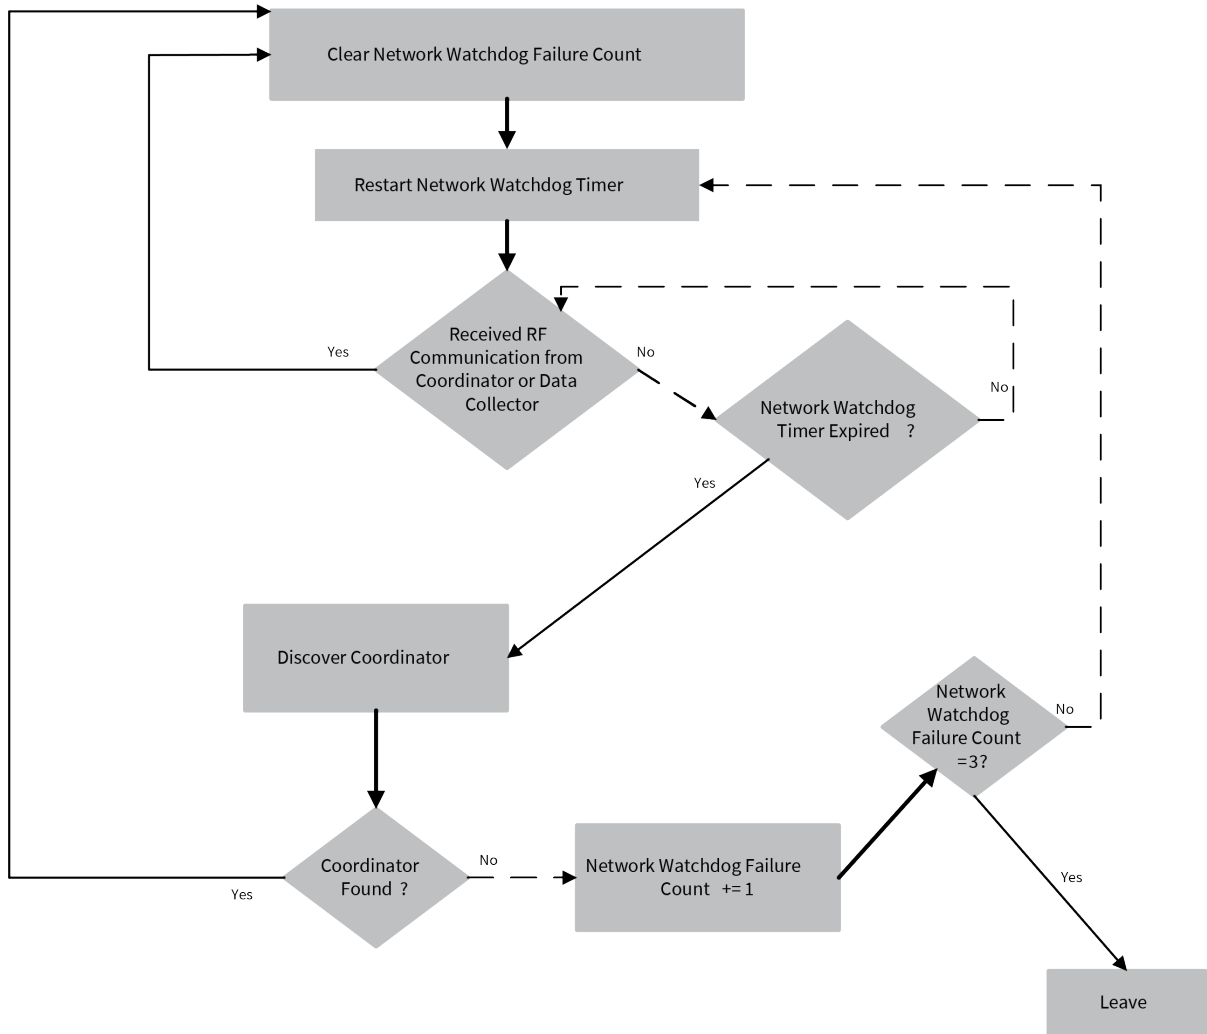 Clear Network Watchdog Failure Count
Restart Network Watchdog Timer
Received RF
Communication from
Coordinator or Data
Collector
Yes
No
Network Watchdog
Timer Expired ?
No
Yes
Discover Coordinator
Network
Watchdog
Failure Count
=3?
No
Coordinator
Found ?
Yes
No
Network Watchdog Failure
Count += 1
Yes
Leave